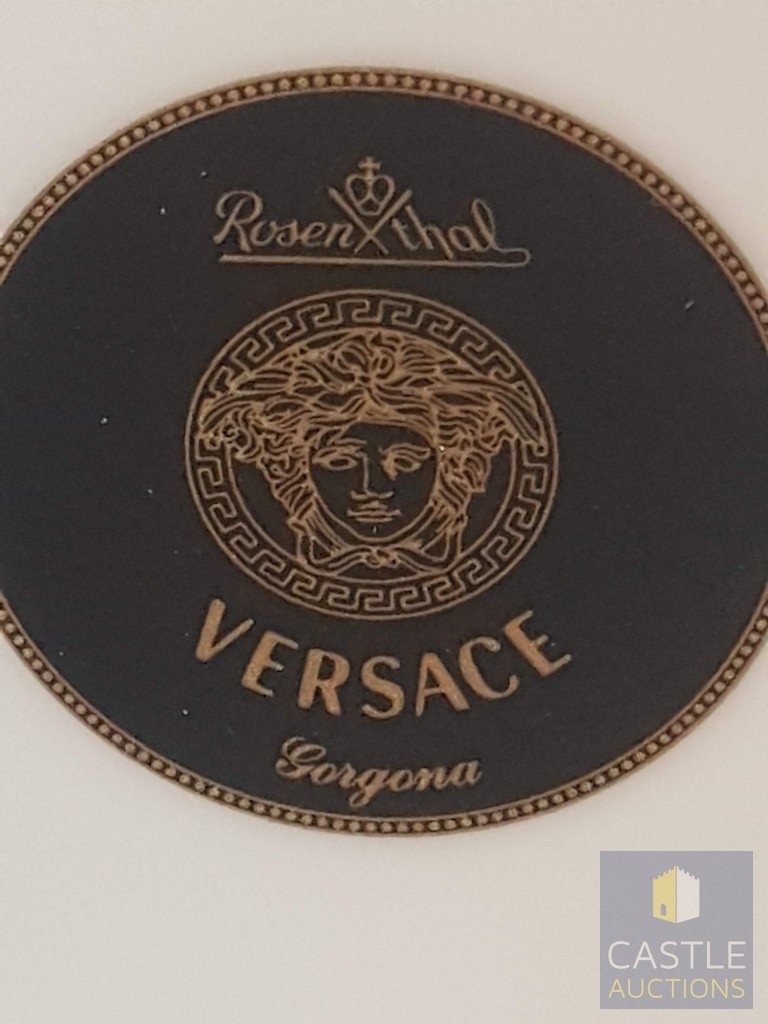 Rosenthal
VERSACE
Gorgona
CASTLE
AUCTIONS